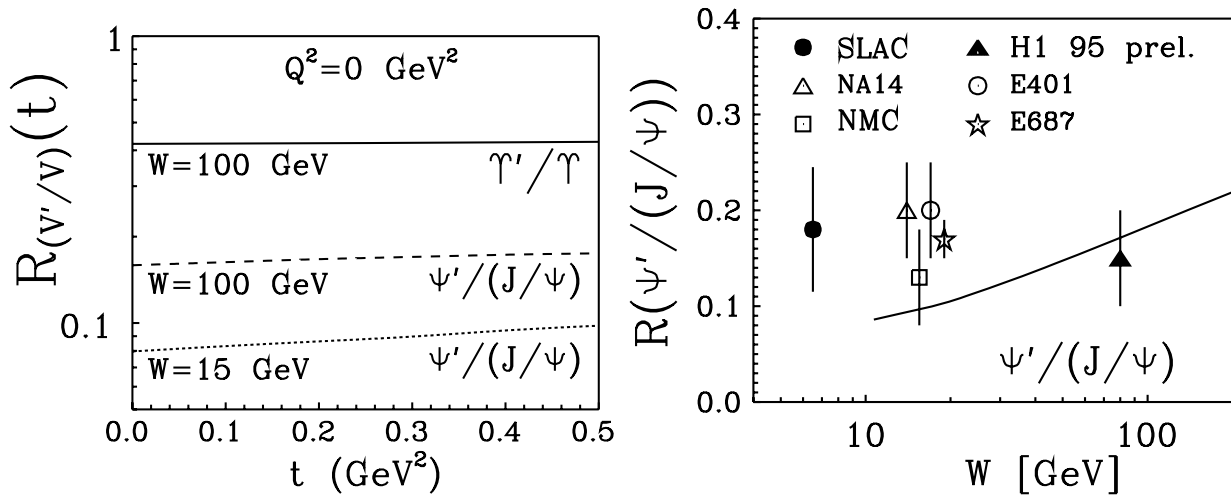 1
Q²=0 GeV²
R(V'/V)(t)
W=100 GeV
ϒ'/ϒ
W=100 GeV
ψ'/(J/ψ)
0.1
W=15 GeV
ψ'/(J/ψ)
0.0 0.1 0.2 0.3 0.4 0.5
t (GeV²)
0.4
SLAC
H1 95 prel.
NA14
E401
NMC
E687
0.3
R(ψ'/(J/ψ))
0.2
0.1
ψ'/(J/ψ)
0.0
10 100
W [GeV]